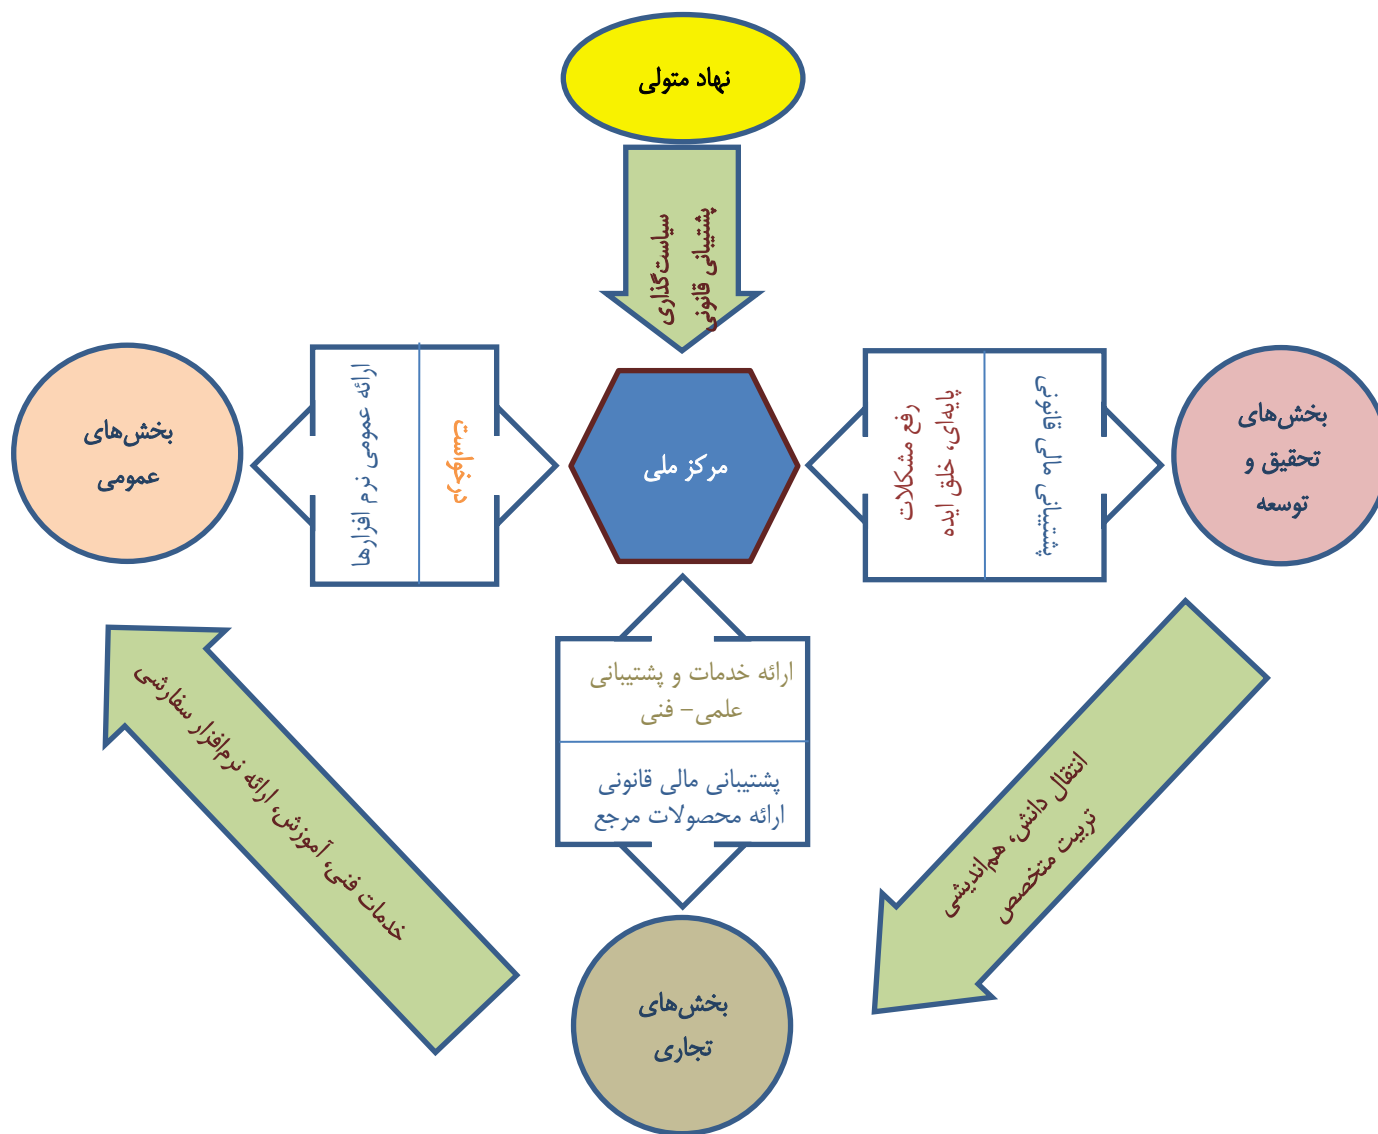 نهاد متولی
سیاست‌گذاری
پشتیبانی قانونی
بخش‌های
تحقیق و
توسعه
پشتیبانی مالی قانونی
رفع مشکلات
پایه‌ای، خلق ایده
مرکز ملی
درخواست
ارائه عمومی نرم افزارها
بخش‌های
عمومی
ارائه خدمات و پشتیبانی
علمی- فنی
پشتیبانی مالی قانونی
ارائه محصولات مرجع
انتقال دانش، هم‌اندیشی
تربیت متخصص
خدمات فنی، آموزش، ارائه نرم‌افزار سفارشی
بخش‌های
تجاری